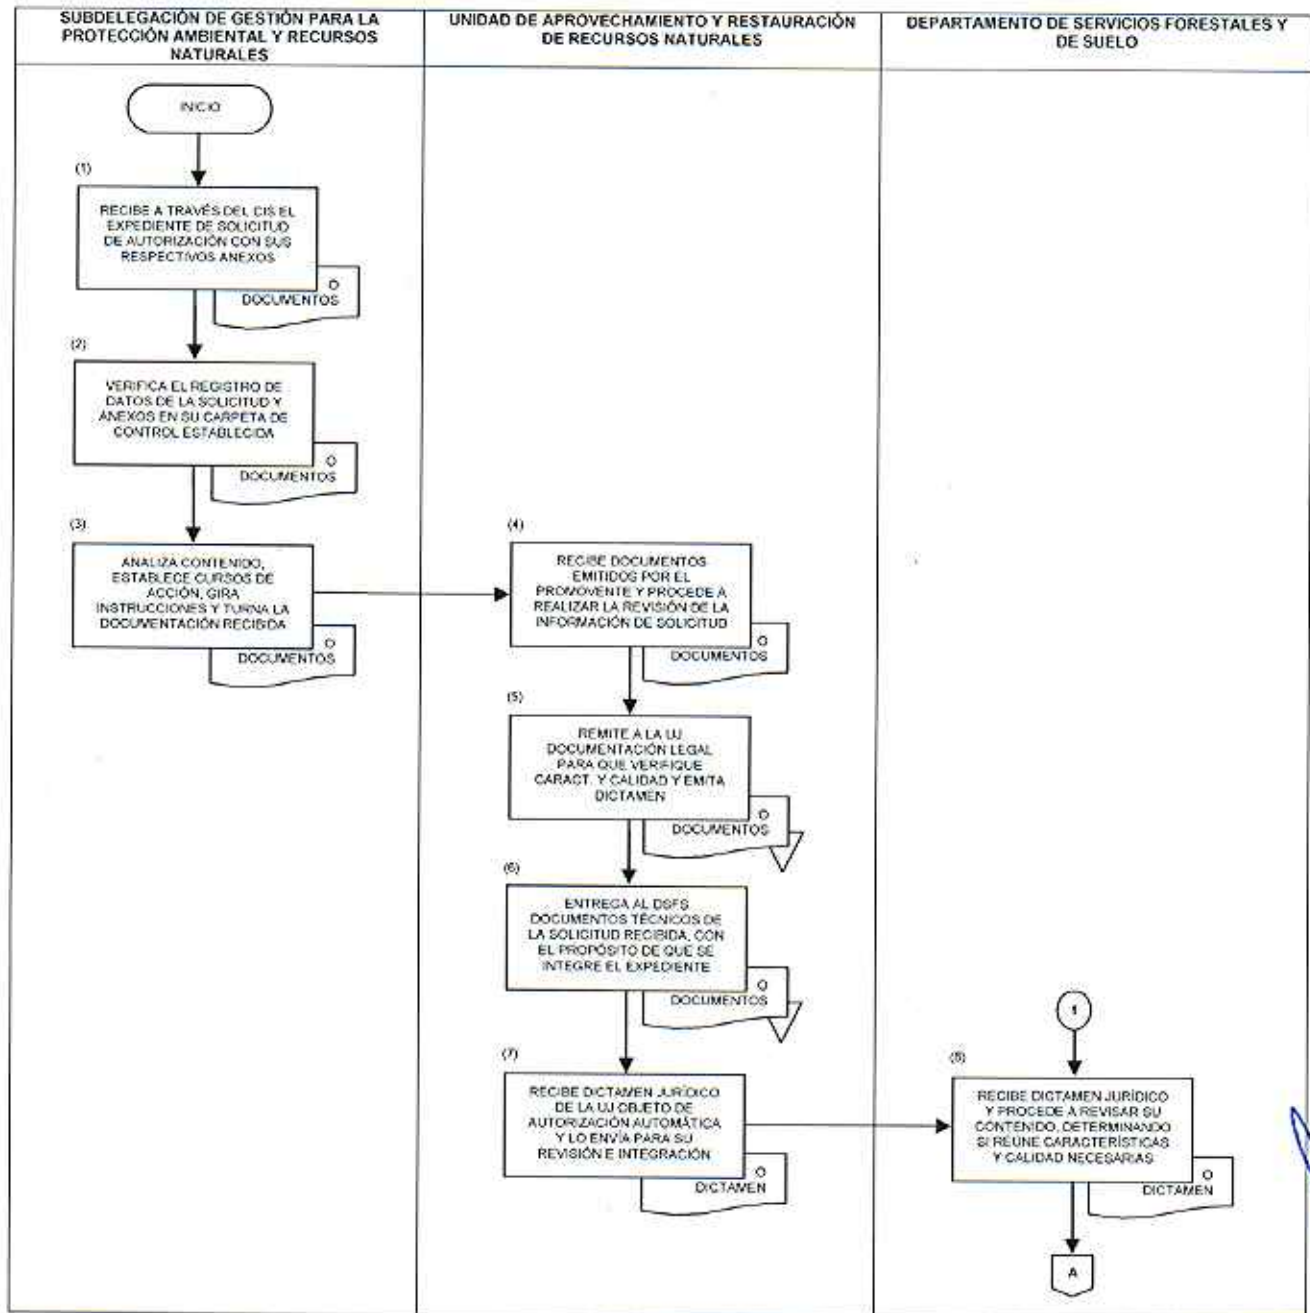 SUBDELEGACIÓN DE GESTIÓN PARA LA
PROTECCIÓN AMBIENTAL Y RECURSOS
NATURALES
UNIDAD DE APROVECHAMIENTO Y RESTAURACIÓN
DE RECURSOS NATURALES
DEPARTAMENTO DE SERVICIOS FORESTALES Y
DE SUELO
INICIO
(1)
RECIBE A TRAVÉS DEL CIS EL
EXPEDIENTE DE SOLICITUD
DE AUTORIZACIÓN CON SUS
RESPECTIVOS ANEXOS
O
DOCUMENTOS
(2)
VERIFICA EL REGISTRO DE
DATOS DE LA SOLICITUD Y
ANEXOS EN SU CARPETA DE
CONTROL ESTABLECIDA
O
DOCUMENTOS
(3)
ANALIZA CONTENIDO,
ESTABLECE CURSOS DE
ACCIÓN, GIRA
INSTRUCCIONES Y TURNA LA
DOCUMENTACIÓN RECIBIDA
O
DOCUMENTOS
(4)
RECIBE DOCUMENTOS
EMITIDOS POR EL
PROMOVENTE Y PROCEDE A
REALIZAR LA REVISIÓN DE LA
INFORMACIÓN DE SOLICITUD
O
DOCUMENTOS
(5)
REMITE A LA UJ
DOCUMENTACIÓN LEGAL
PARA QUE VERIFIQUE
CARACT. Y CALIDAD Y EMITA
DICTAMEN
O
DOCUMENTOS
(6)
ENTREGA AL DSFS
DOCUMENTOS TÉCNICOS DE
LA SOLICITUD RECIBIDA, CON
EL PROPÓSITO DE QUE SE
INTEGRE EL EXPEDIENTE
O
DOCUMENTOS
(7)
RECIBE DICTAMEN JURÍDICO
DE LA UJ OBJETO DE
AUTORIZACIÓN AUTOMÁTICA
Y LO ENVÍA PARA SU
REVISIÓN E INTEGRACIÓN
O
DICTAMEN
1
(8)
RECIBE DICTAMEN JURÍDICO
Y PROCEDE A REVISAR SU
CONTENIDO, DETERMINANDO
SI REÚNE CARACTERÍSTICAS
Y CALIDAD NECESARIAS
O
DICTAMEN
A